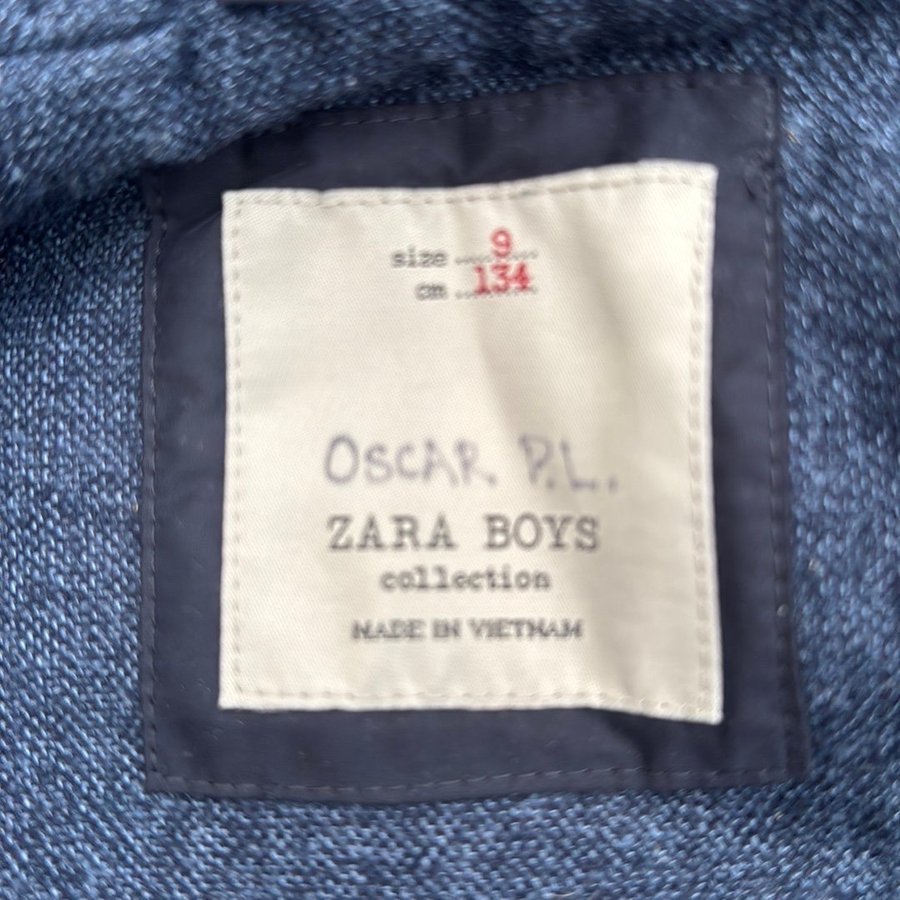 size 9
cm 134
OSCAR P.L.
ZARA BOYS
collection
MADE IN VIETNAM